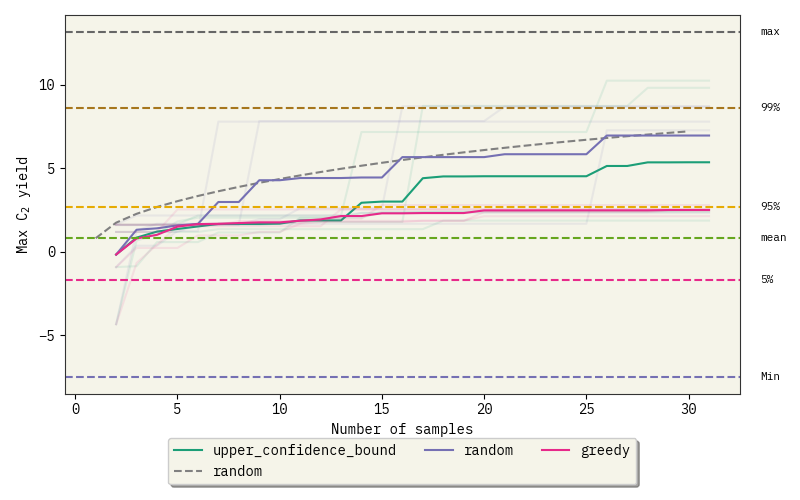 max
10
99%
5
95%
mean
0
5%
−5
Min
Max C₂ yield
0 5 10 15 20 25 30
Number of samples
upper_confidence_bound random greedy
random